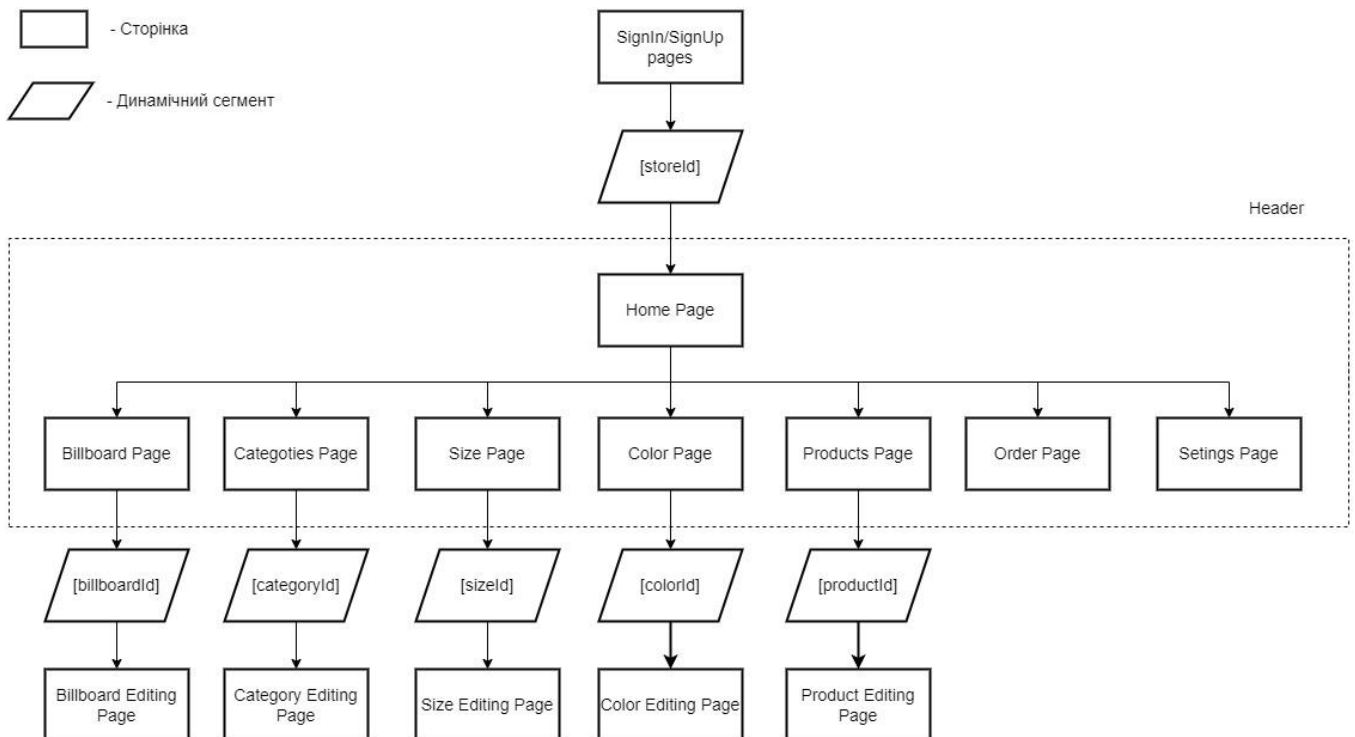 - Сторінка
- Динамічний сегмент
SignIn/SignUp
pages
[storeId]
Header
Home Page
Billboard Page
Categoties Page
Size Page
Color Page
Products Page
Order Page
Setings Page
[billboardId]
[categoryId]
[sizeId]
[colorId]
[productId]
Billboard Editing
Page
Category Editing
Page
Size Editing Page
Color Editing Page
Product Editing
Page